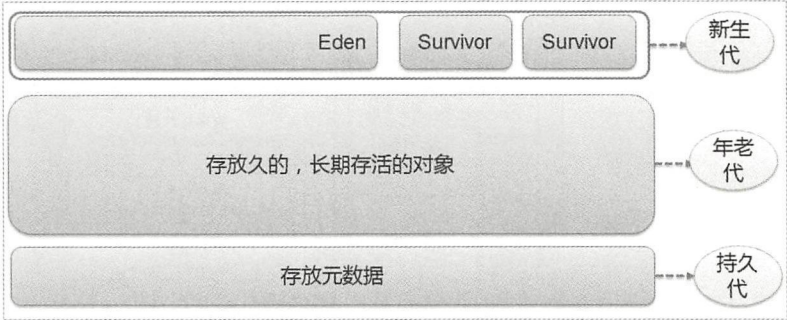 Eden
Survivor
Survivor
新生
代
存放久的，长期存活的对象
年老
代
存放元数据
持久
代